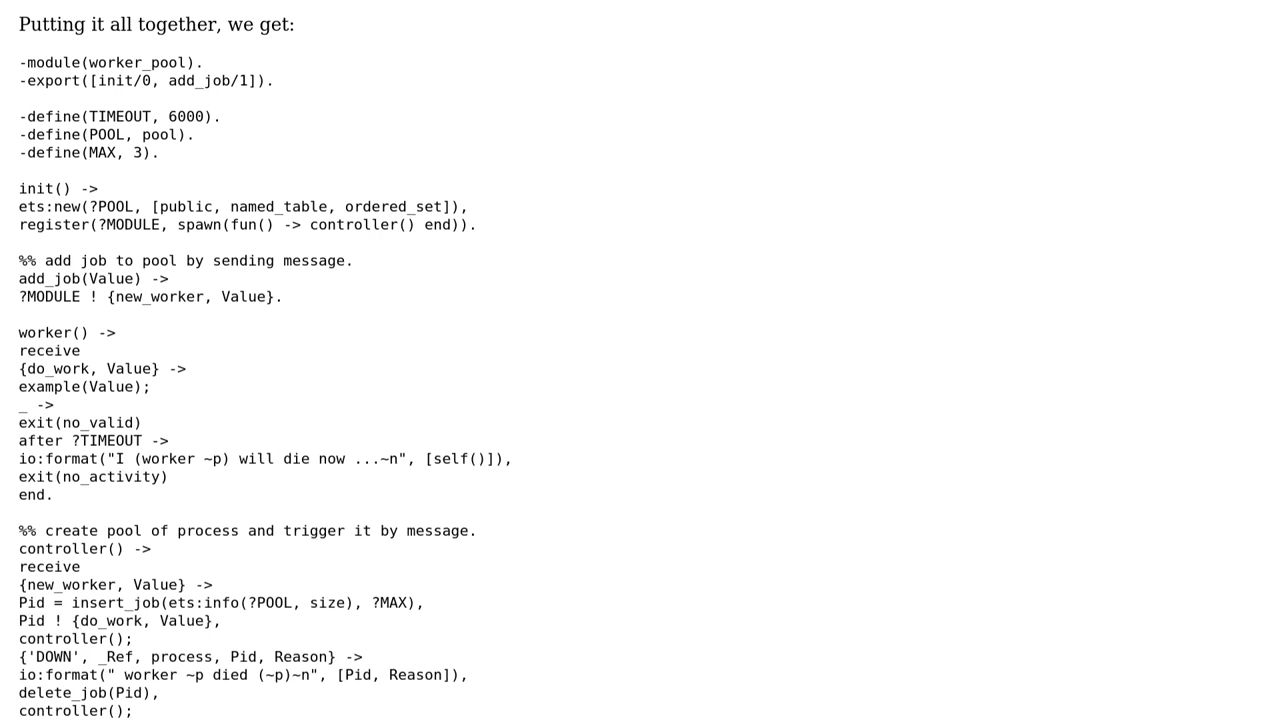 Putting it all together, we get:
-module(worker_pool).
-export([init/0, add_job/1]).
-define(TIMEOUT, 6000).
-define(POOL, pool).
-define(MAX, 3).
init() ->
ets:new(?POOL, [public, named_table, ordered_set]),
register(?MODULE, spawn(fun() -> controller() end)).
%% add job to pool by sending message.
add_job(Value) ->
?MODULE ! {new_worker, Value}.
worker() ->
receive
{do_work, Value} ->
example(Value);
_ ->
exit(no_valid)
after ?TIMEOUT ->
io:format("I (worker ~p) will die now ...~n", [self()]),
exit(no_activity)
end.
%% create pool of process and trigger it by message.
controller() ->
receive
{new_worker, Value} ->
Pid = insert_job(ets:info(?POOL, size), ?MAX),
Pid ! {do_work, Value},
controller();
{'DOWN', _Ref, process, Pid, Reason} ->
io:format(" worker ~p died (~p)~n", [Pid, Reason]),
delete_job(Pid),
controller();